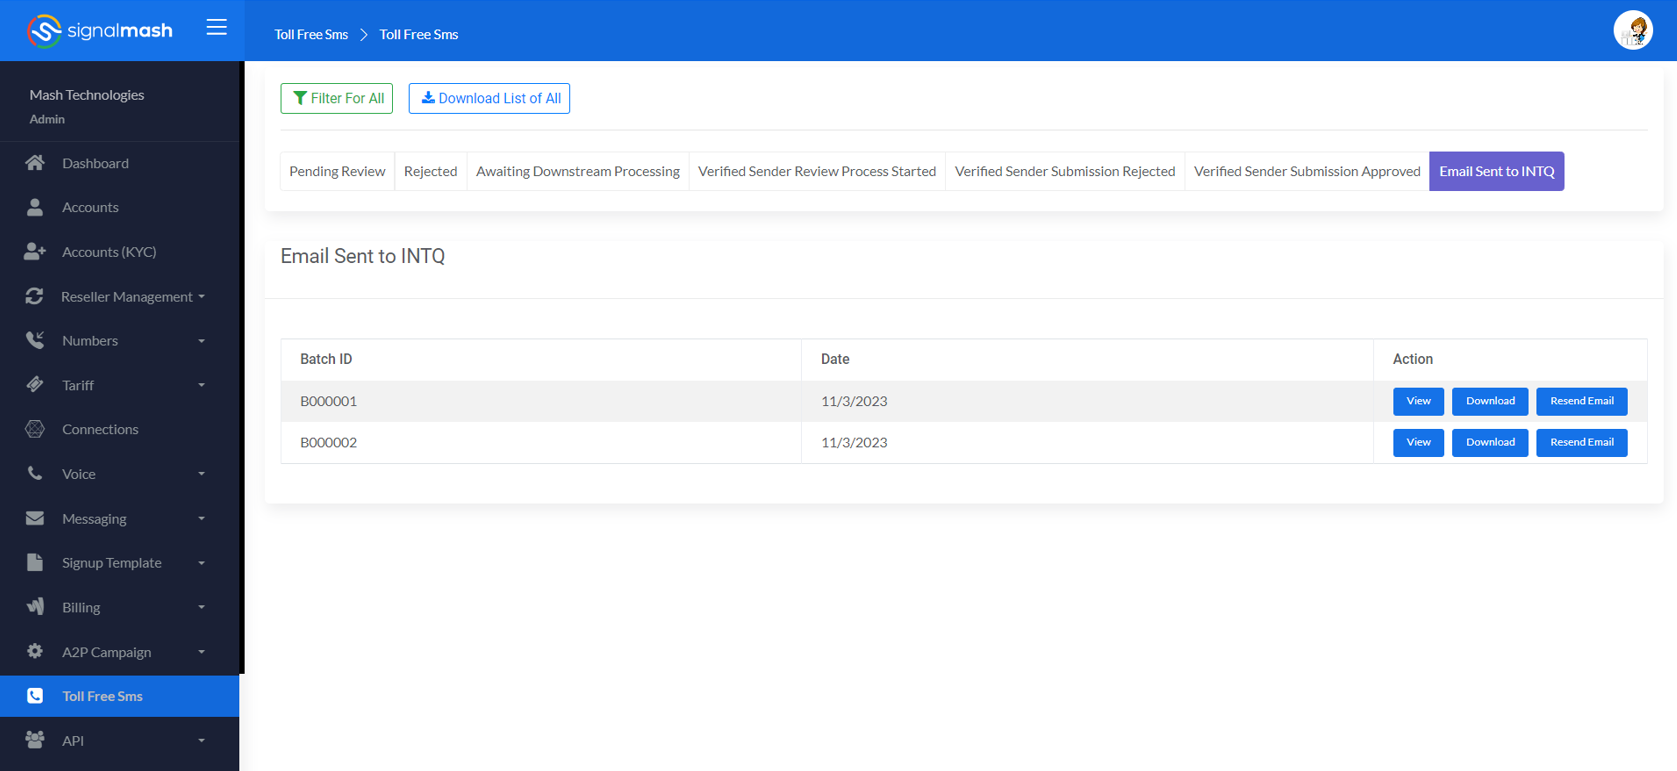 signalmash
Toll Free Sms > Toll Free Sms
Mash Technologies
Admin
Dashboard
Accounts
Accounts (KYC)
Reseller Management
Numbers
Tariff
Connections
Voice
Messaging
Signup Template
Billing
A2P Campaign
Toll Free Sms
API
Filter For All
Download List of All
Pending Review Rejected Awaiting Downstream Processing Verified Sender Review Process Started Verified Sender Submission Rejected Verified Sender Submission Approved Email Sent to INTQ
Email Sent to INTQ
Batch ID Date Action
B000001 11/3/2023 View Download Resend Email
B000002 11/3/2023 View Download Resend Email